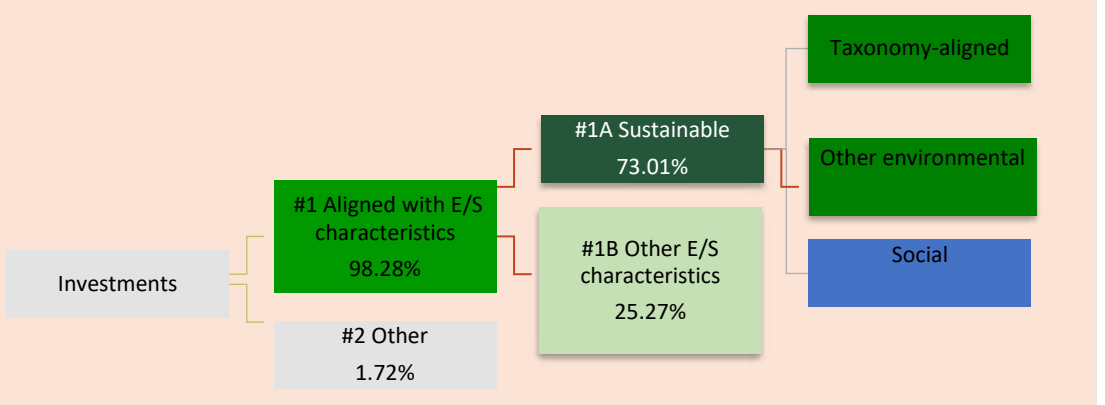 Investments
#1 Aligned with E/S
characteristics
98.28%
#2 Other
1.72%
#1A Sustainable
73.01%
#1B Other E/S
characteristics
25.27%
Taxonomy-aligned
Other environmental
Social